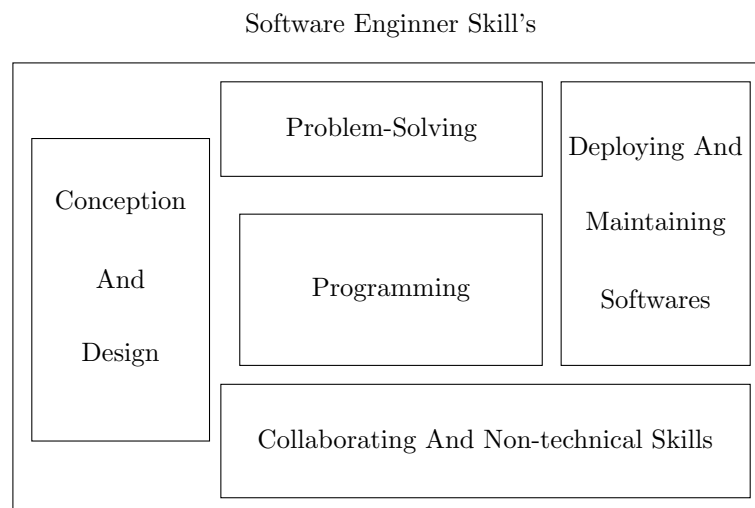 Software Enginner Skill's
Problem-Solving
Deploying And
Maintaining
Softwares
Conception
And
Design
Programming
Collaborating And Non-technical Skills